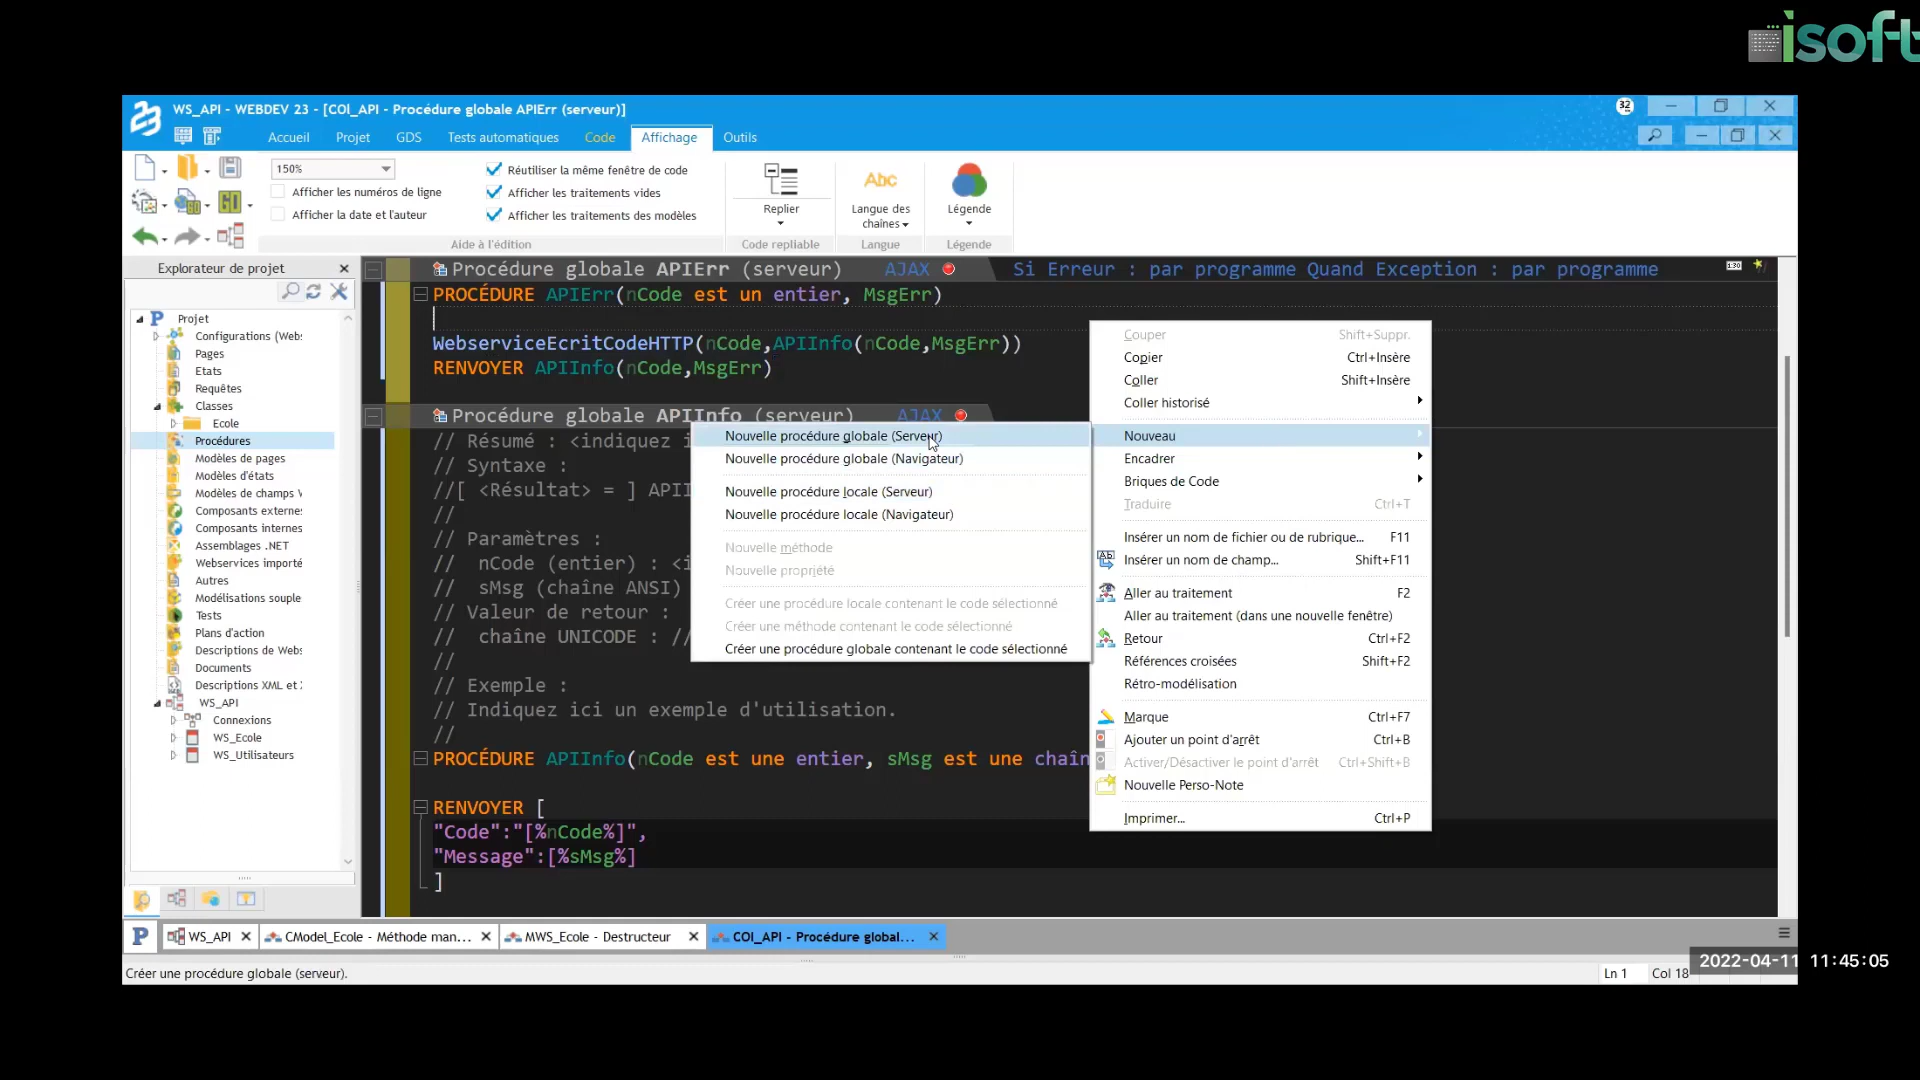 isoft
WS_API - WEBDEV 23 - [COl_API - Procédure globale APIErr (serveur)]
32
Accueil
Projet
GDS
Tests automatiques
Code
Affichage
Outils
150%
Afficher les numéros de ligne
Afficher la date et l'auteur
Réutiliser la même fenêtre de code
Afficher les traitements vides
Afficher les traitements des modèles
Aide à l'édition
Replier
Code repliable
Abc
Langue des
chaînes
Langue
Légende
Légende
GO
Explorateur de projet
Projet
Configurations (Webs
Pages
Etats
Requêtes
Classes
Ecole
Procédures
Modèles de pages
Modèles d'états
Modèles de champs V
Composants externe:
Composants internes
Assemblages .NET
Webservices importé
Autres
Modélisations souple
Tests
Plans d'action
Descriptions de Webs
Documents
Descriptions XML et :
WS_API
Connexions
WS_Ecole
WS_Utilisateurs
Procédure globale APIErr (serveur) AJAX Si Erreur : par programme Quand Exception : par programme
PROCÉDURE APIErr(nCode est un entier, MsgErr)
WebserviceEcritCodeHTTP(nCode,APIInfo(nCode,MsgErr))
RENVOYER APIInfo(nCode,MsgErr)
Procédure globale APIInfo (serveur) AJAX
// Résumé : <indiquez i
// Syntaxe :
//[ <Résultat> = ] APII
//
// Paramètres :
// nCode (entier) : <i
// sMsg (chaîne ANSI)
// Valeur de retour :
// chaîne UNICODE : //
//
// Exemple :
// Indiquez ici un exemple d'utilisation.
//
PROCÉDURE APIInfo(nCode est une entier, sMsg est une chaîn
RENVOYER [
"Code":"[%nCode%]",
"Message":[%sMsg%]
]
Nouvelle procédure globale (Serveur)
Nouvelle procédure globale (Navigateur)
Nouvelle procédure locale (Serveur)
Nouvelle procédure locale (Navigateur)
Nouvelle méthode
Nouvelle propriété
Créer une procédure locale contenant le code sélectionné
Créer une méthode contenant le code sélectionné
Créer une procédure globale contenant le code sélectionné
Couper Shift+Suppr.
Copier Ctrl+Insère
Coller Shift+Insère
Coller historisé
Nouveau
Encadrer
Briques de Code
Traduire Ctrl+T
Insérer un nom de fichier ou de rubrique... F11
Insérer un nom de champ... Shift+F11
Aller au traitement F2
Aller au traitement (dans une nouvelle fenêtre)
Retour Ctrl+F2
Références croisées Shift+F2
Rétro-modélisation
Marque Ctrl+F7
Ajouter un point d'arrêt Ctrl+B
Activer/Désactiver le point d'arrêt Ctrl+Shift+B
Nouvelle Perso-Note
Imprimer... Ctrl+P
WS_API
CModel_Ecole - Méthode man...
MWS_Ecole - Destructeur
COl_API - Procédure global...
Créer une procédure globale (serveur).
Ln 1
Col 18
2022-04-11 11:45:05